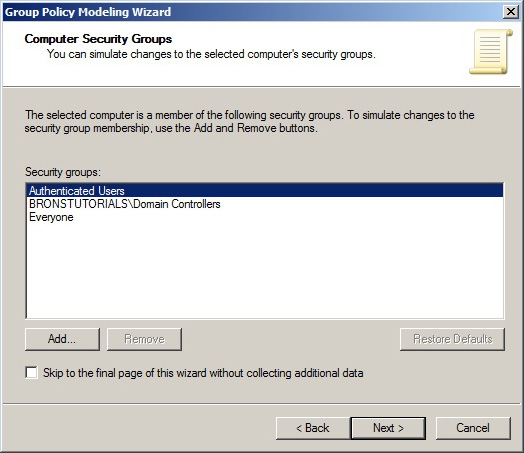 Group Policy Modeling Wizard
Computer Security Groups
You can simulate changes to the selected computer's security groups.
The selected computer is a member of the following security groups. To simulate changes to the
security group membership, use the Add and Remove buttons.
Security groups:
Authenticated Users
BRONSTUTORIALS\Domain Controllers
Everyone
Add...
Remove
Restore Defaults
Skip to the final page of this wizard without collecting additional data
< Back
Next >
Cancel